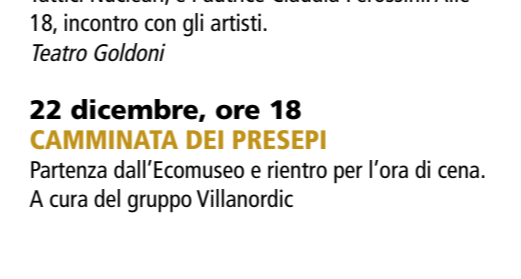 18, incontro con gli artisti.
Teatro Goldoni
22 dicembre, ore 18
CAMMINATA DEI PRESEPI
Partenza dall'Ecomuseo e rientro per l'ora di cena.
A cura del gruppo Villanordic